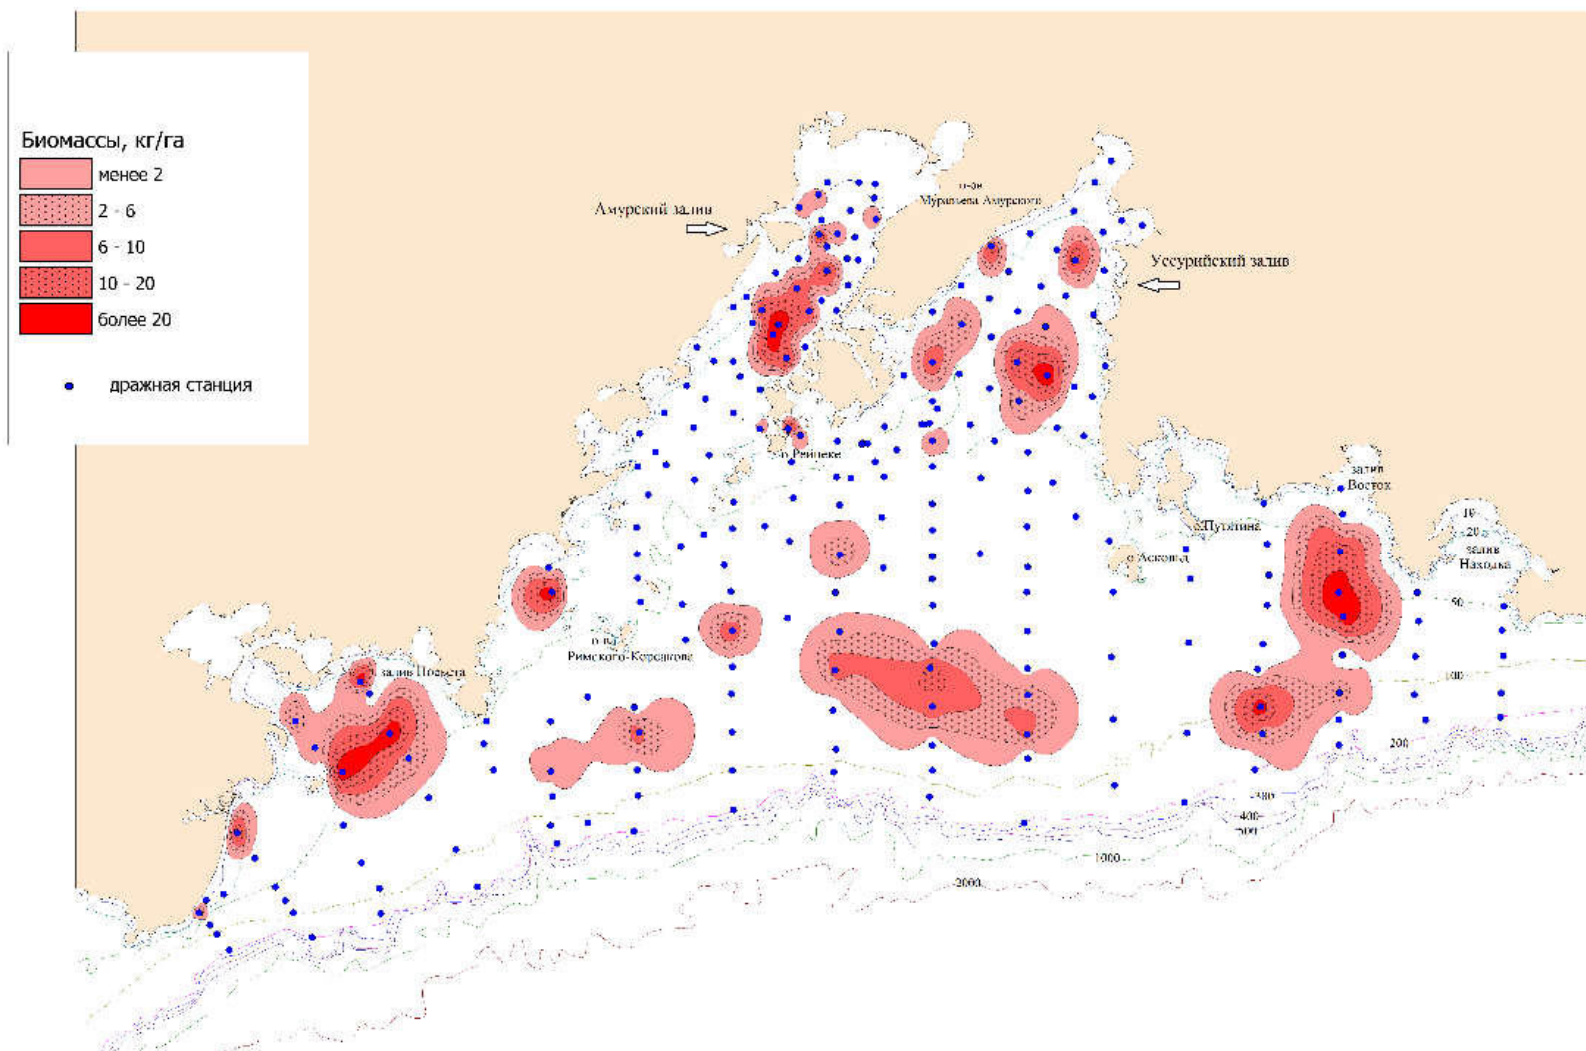 Биомассы, кг/га
менее 2
2 - 6
6 - 10
10 - 20
более 20
дражная станция
Амурский залив
п-ов
Муравьева-Амурского
Уссурийский залив
о.Рейнеке
залив
Восток
о.Путятина
о.Аскольд
10
20
залив
Находка
50
о-ва
Римского-Корсакова
залив Посьета
100
200
400
500
1000
2000